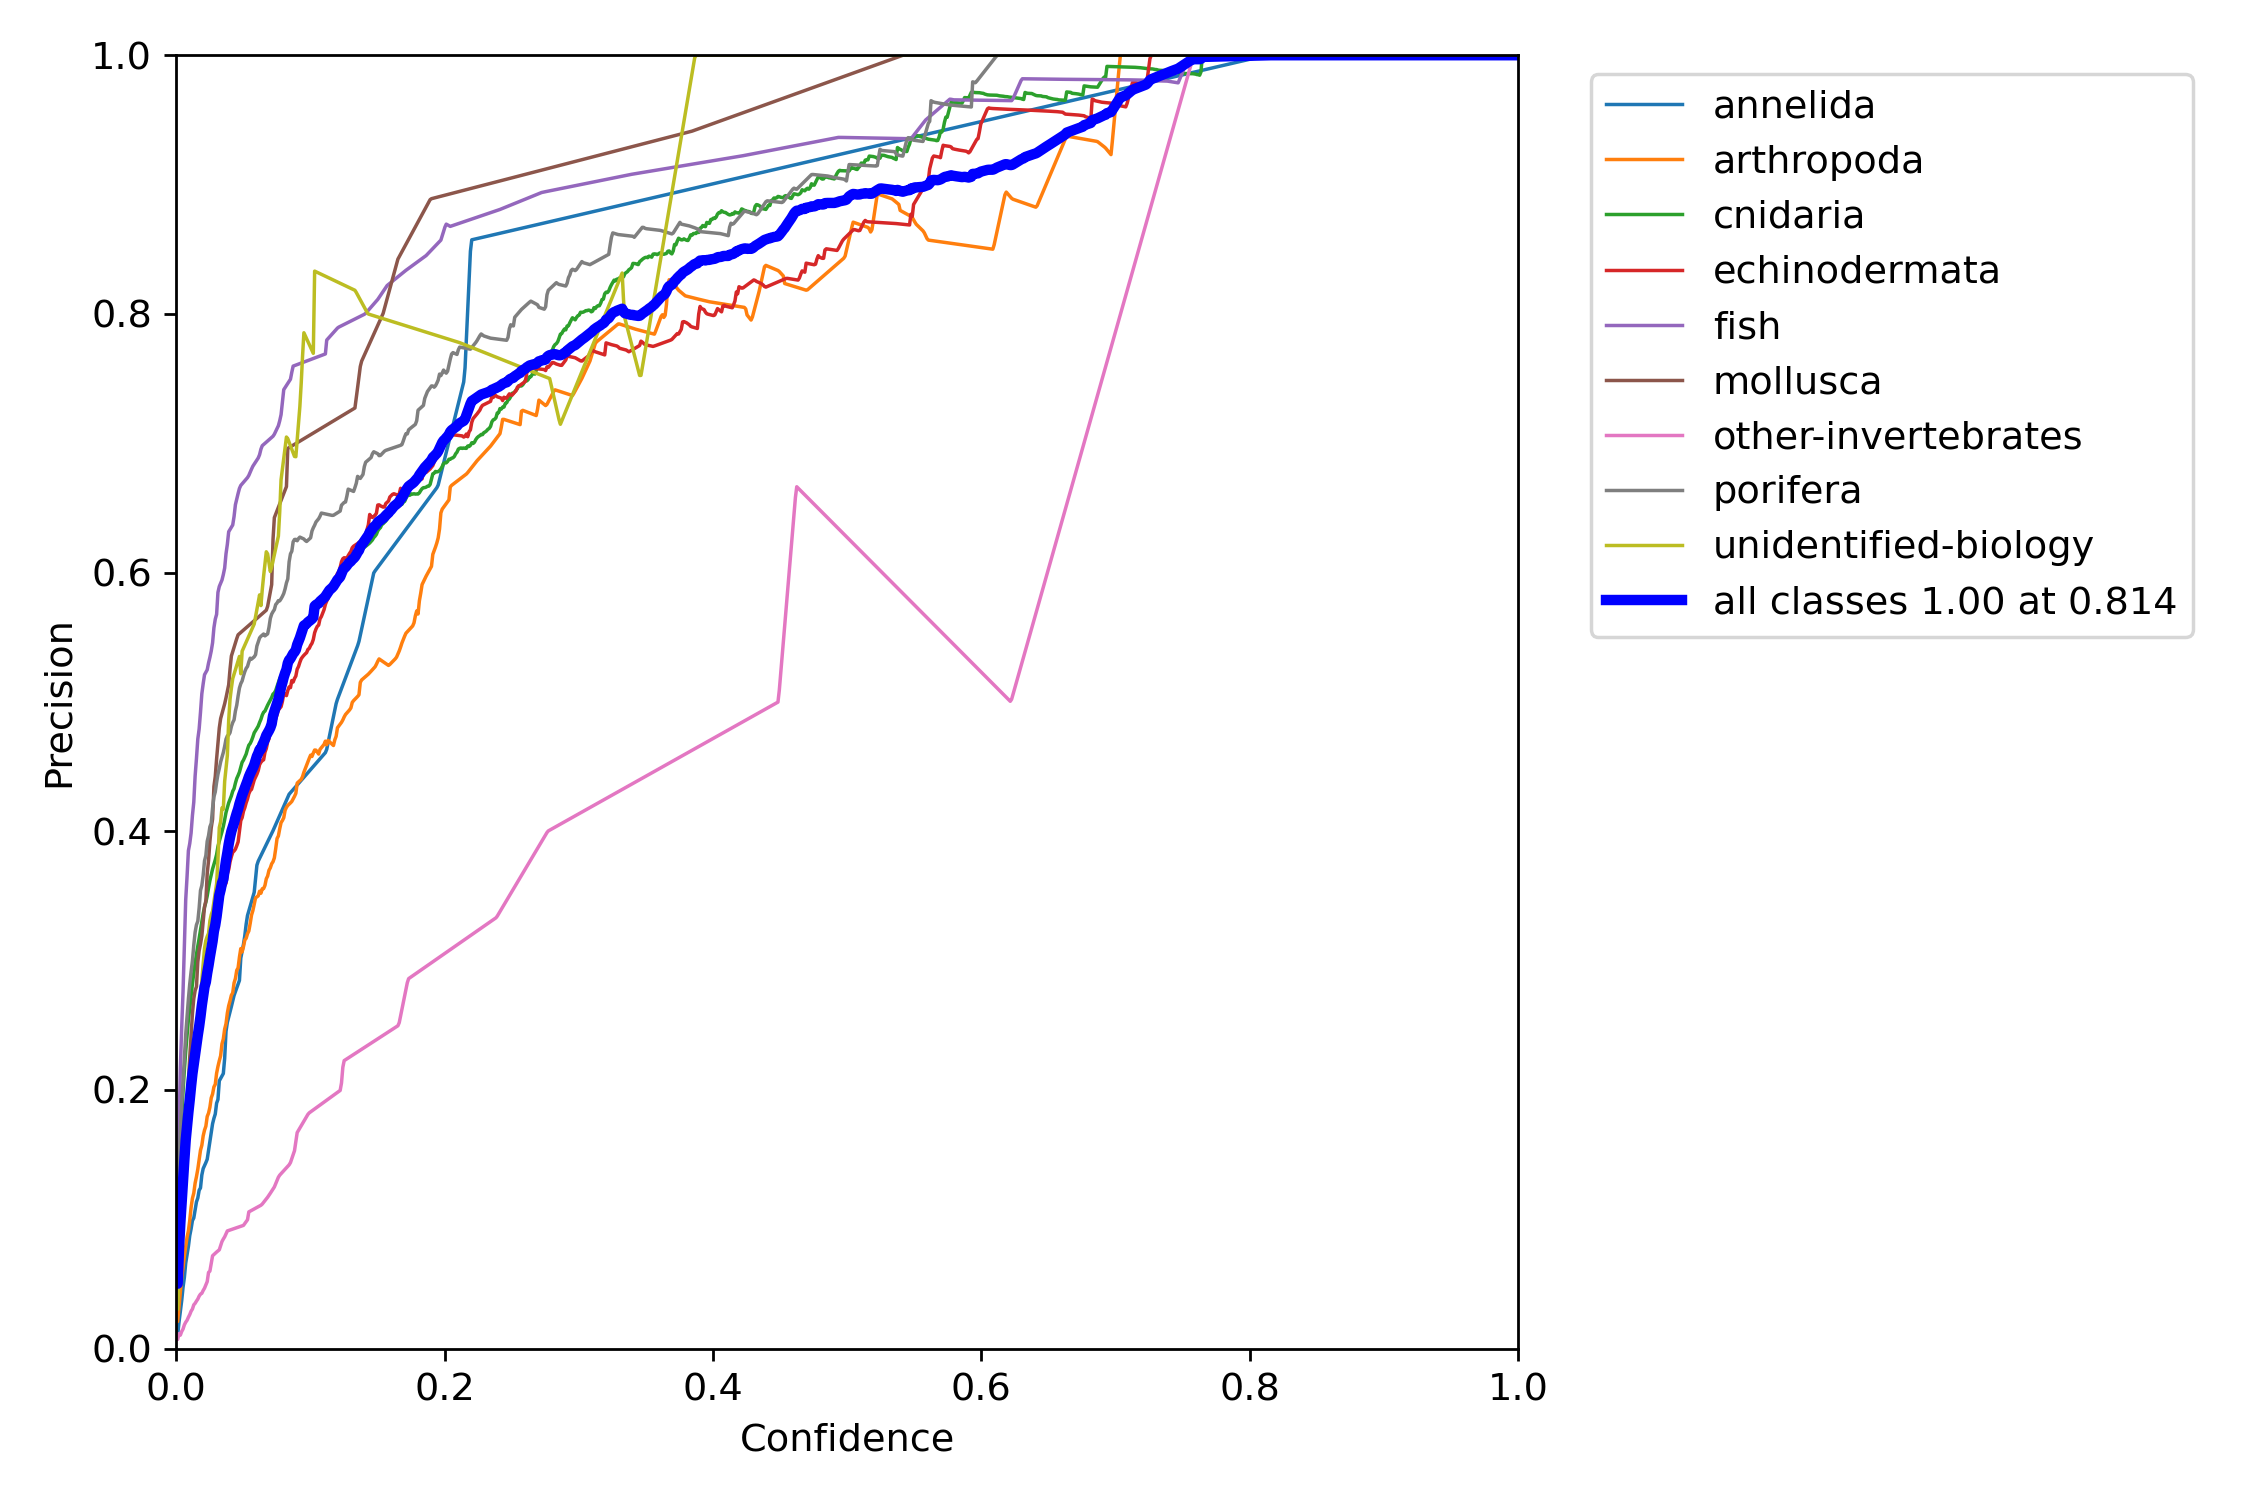 1.0
0.8
0.6
0.4
0.2
0.0
Precision
0.0 0.2 0.4 0.6 0.8 1.0
Confidence
annelida
arthropoda
cnidaria
echinodermata
fish
mollusca
other-invertebrates
porifera
unidentified-biology
all classes 1.00 at 0.814